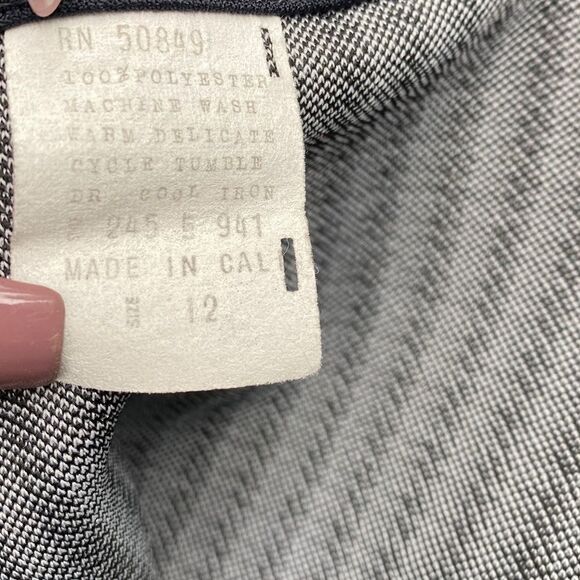 RN 50849
100% POLYESTER
MACHINE WASH
WARM DELICATE
CYCLE TUMBLE
DR COOL IRON
245 5 941
MADE IN CAL
SIZE 12